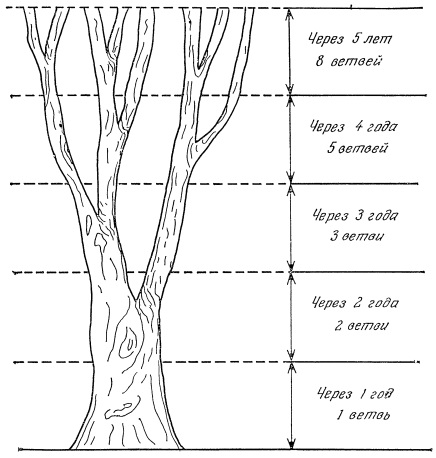 Через 5 лет
8 ветвей
Через 4 года
5 ветвей
Через 3 года
3 ветви
Через 2 года
2 ветви
Через 1 год
1 ветвь